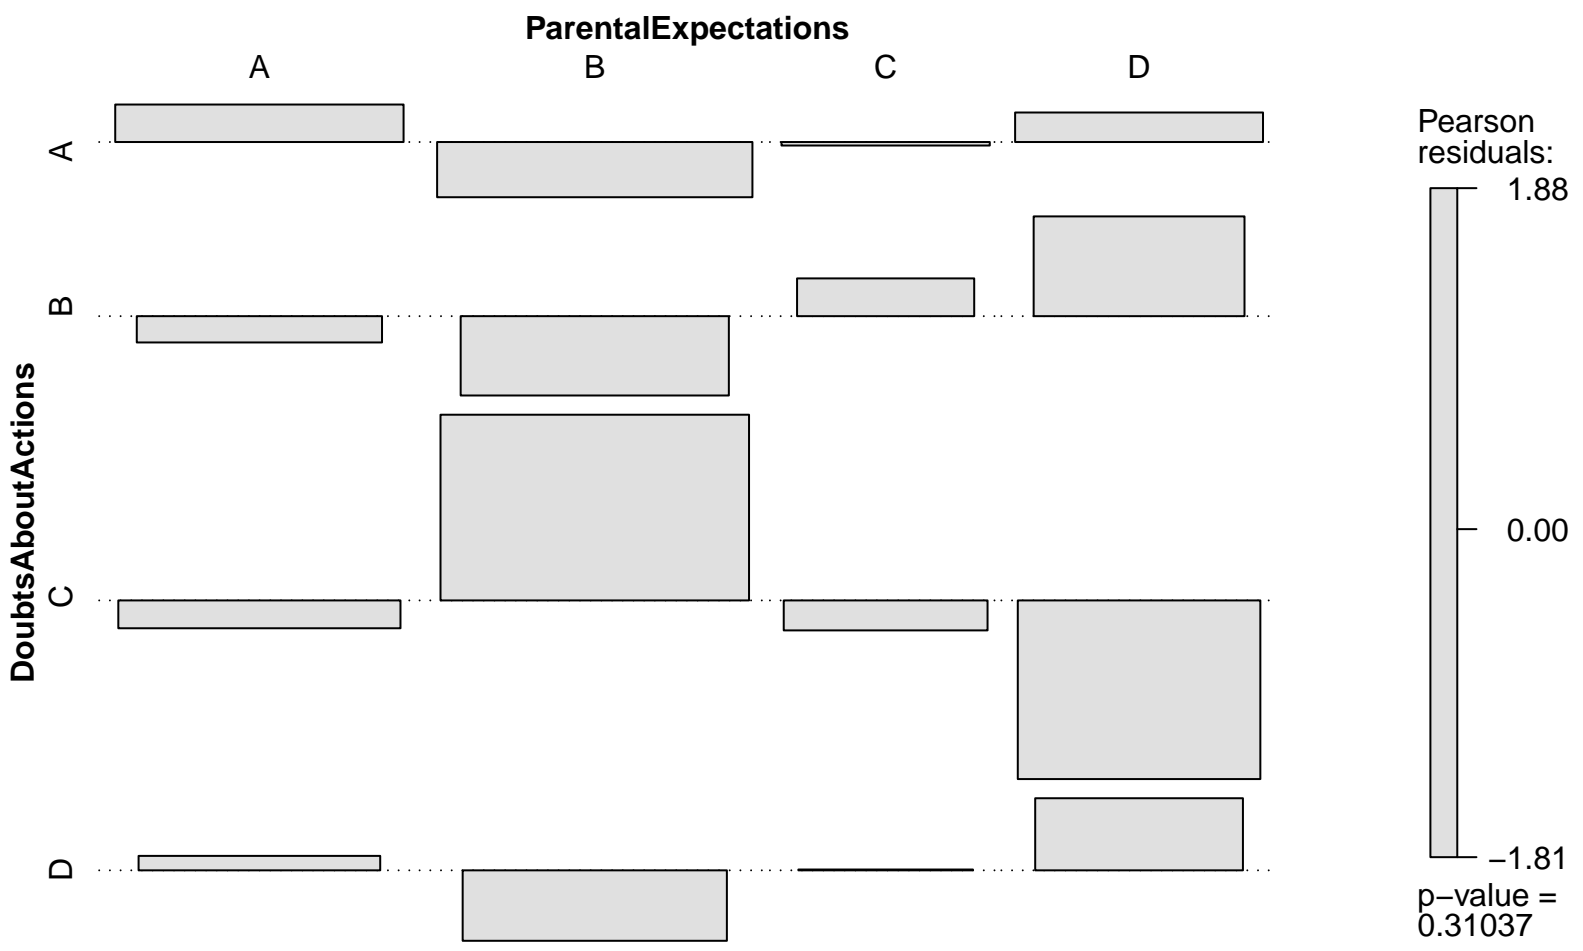 ParentalExpectations
A B C D
DoubtsAboutActions
A
B
C
D
Pearson
residuals:
1.88
0.00
−1.81
p−value =
0.31037